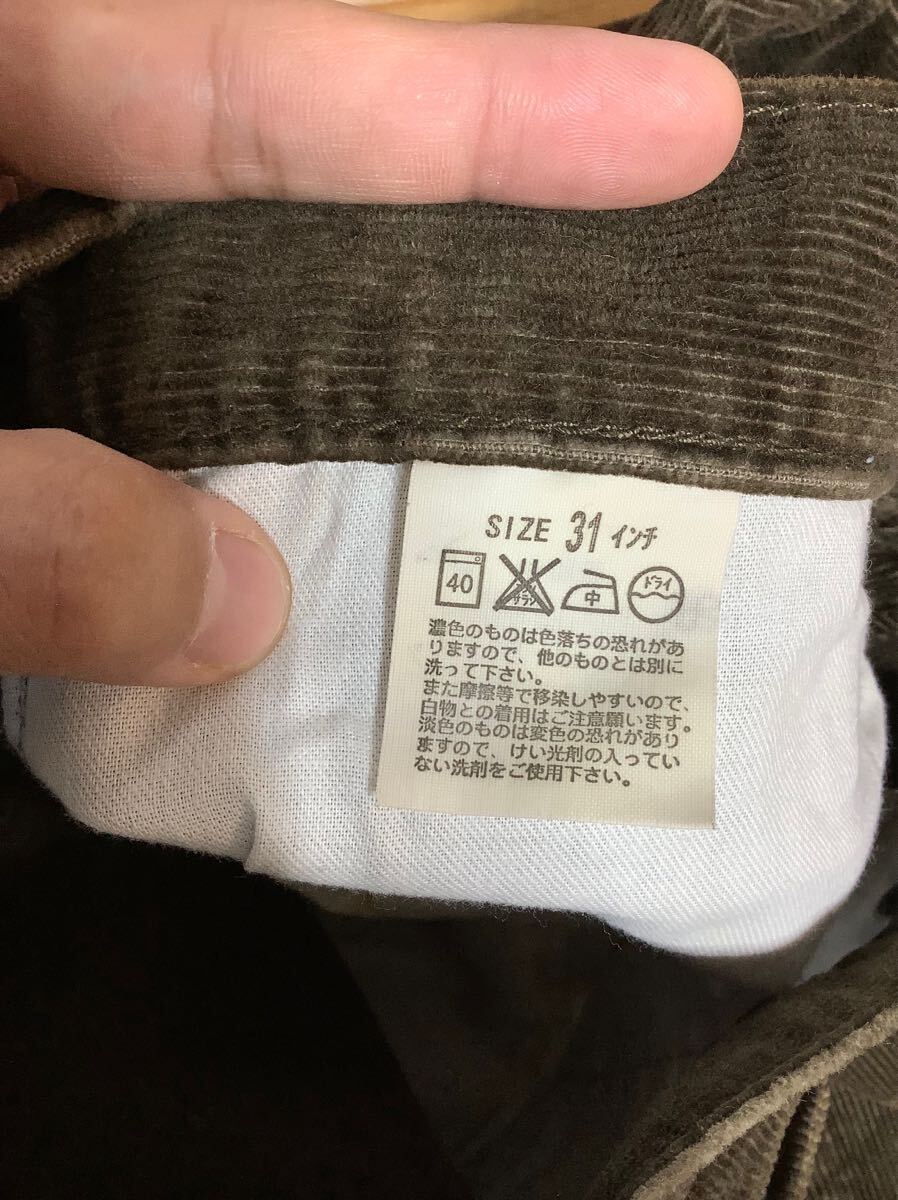 SIZE 31 インチ
40 サラシ 中 ドライ
濃色のものは色落ちの恐れがあ
りますので、他のものとは別に
洗って下さい。
また摩擦等で移染しやすいので、
白物との着用はご注意願います。
淡色のものは変色の恐れがあり
ますので、けい光剤の入ってい
ない洗剤をご使用下さい。